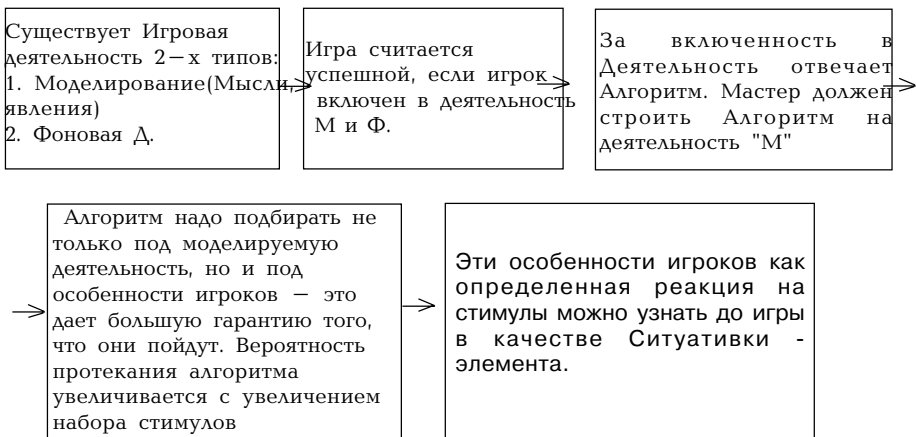 Существует Игровая
деятельность 2-х типов:
1. Моделирование(Мысли,
явления)
2. Фоновая Д.
Игра считается
успешной, если игрок
включен в деятельность
М и Ф.
За включенность в
Деятельность отвечает
Алгоритм. Мастер должен
строить Алгоритм на
деятельность "М"
Алгоритм надо подбирать не
только под моделируемую
деятельность, но и под
особенности игроков — это
дает большую гарантию того,
что они пойдут. Вероятность
протекания алгоритма
увеличивается с увеличением
набора стимулов
Эти особенности игроков как
определенная реакция на
стимулы можно узнать до игры
в качестве Ситуативки -
элемента.